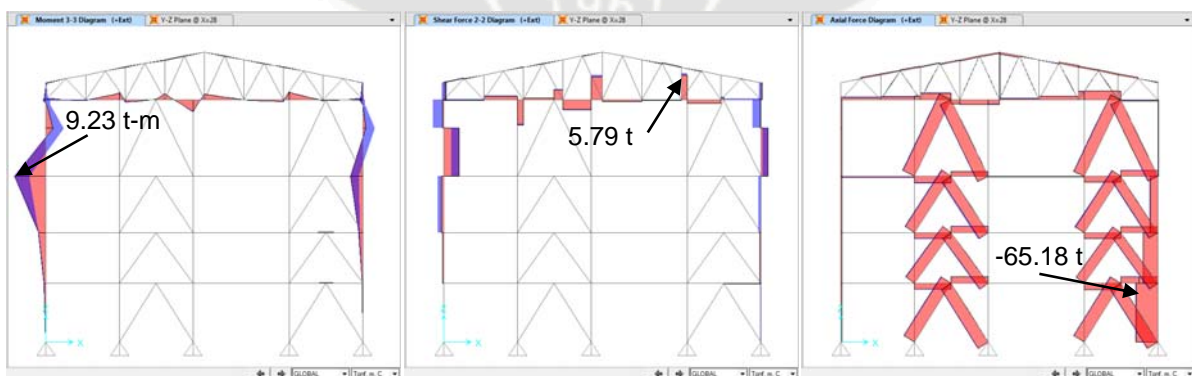 1961
Moment 3-3 Diagram (+Ext)
Y-Z Plane @ X=28
9.23 t-m
Z
X
GLOBAL
Tonf, m, C
Shear Force 2-2 Diagram (+Ext)
Y-Z Plane @ X=28
5.79 t
Z
X
GLOBAL
Tonf, m, C
Axial Force Diagram (+Ext)
Y-Z Plane @ X=28
-65.18 t
Z
X
GLOBAL
Tonf, m, C